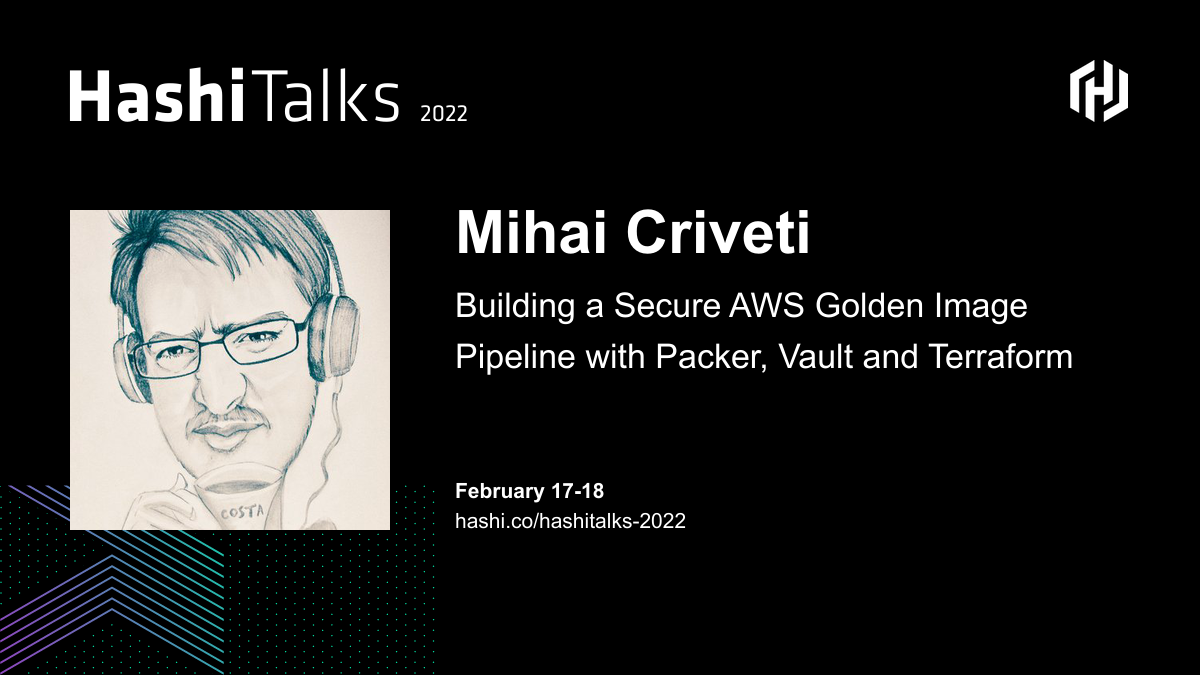 HashiTalks 2022
Mihai Criveti
Building a Secure AWS Golden Image
Pipeline with Packer, Vault and Terraform
COSTA
February 17-18
hashi.co/hashitalks-2022